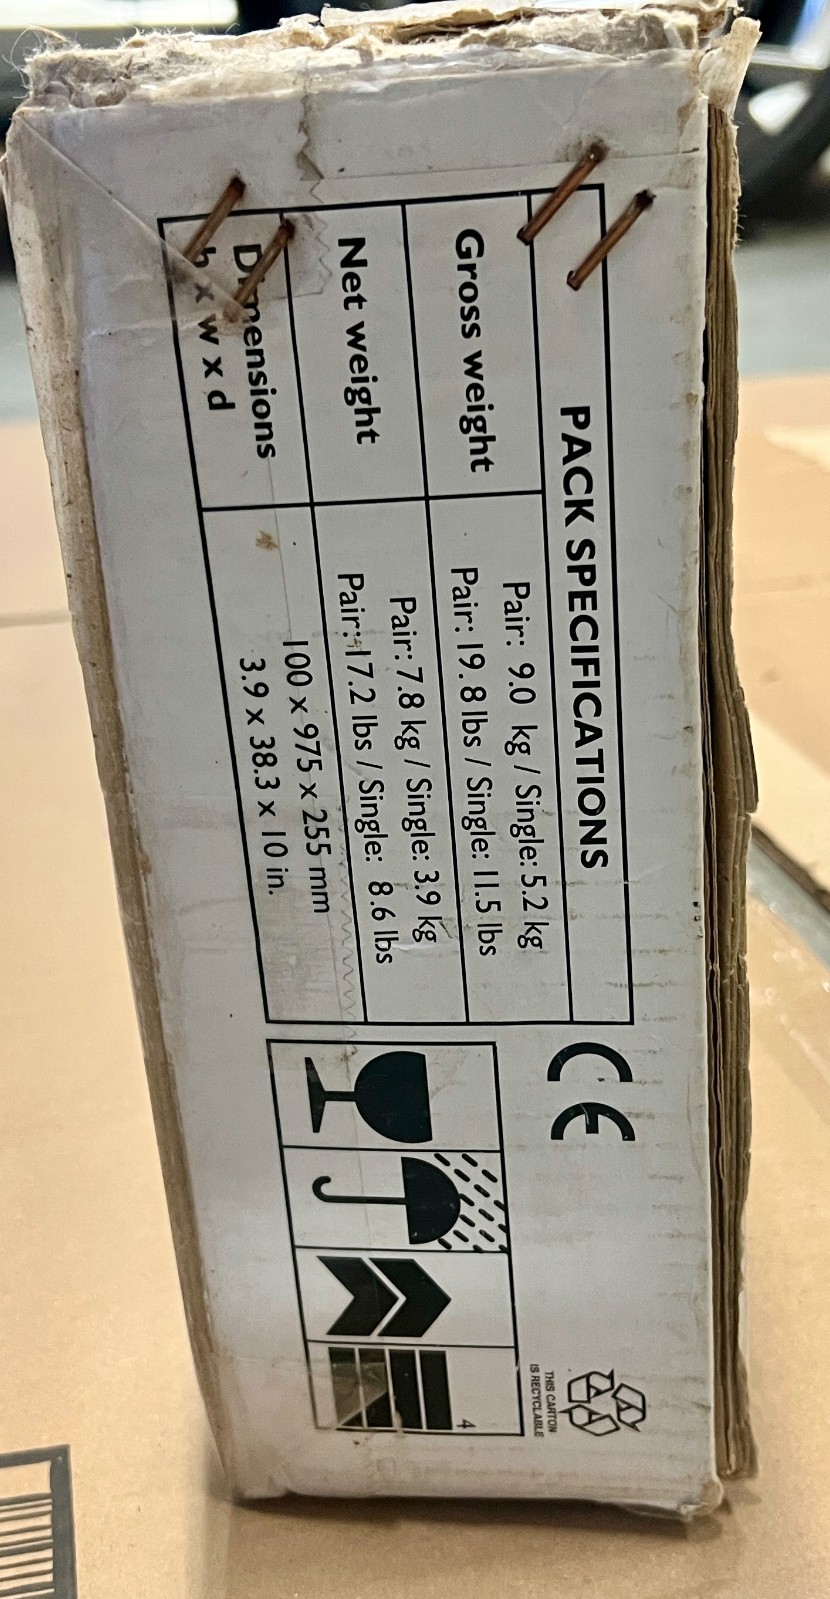 PACK SPECIFICATIONS
Gross weight
Pair: 9.0 kg / Single: 5.2 kg
Pair: 19.8 lbs / Single: 11.5 lbs
Net weight
Pair: 7.8 kg / Single: 3.9 kg
Pair: 17.2 lbs / Single: 8.6 lbs
Dimensions
h x w x d
100 x 975 x 255 mm
3.9 x 38.3 x 10 in.
CE
4
THIS CARTON
IS RECYCLABLE